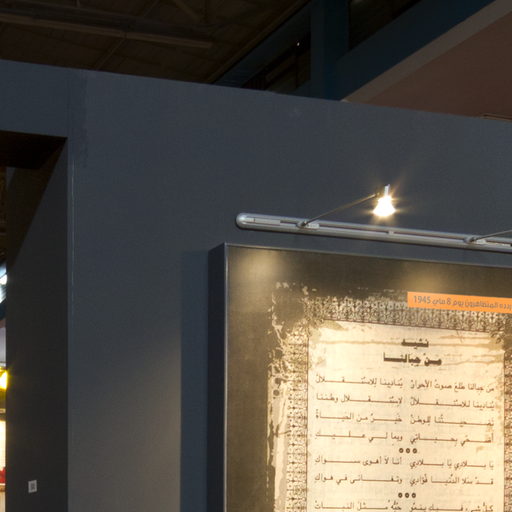 ردده المتظاهرون يوم 8 ماي 1945
نشيد
من جبالنا
من جبالنا طلع صوت الأحرار ينادينا للاستقلال
ينادينا للاستقلال لاستقلال وطننا
تضحيتنا للوطن خير من الحياة
أضحي بحياتي وبمالي عليك
يا بلادي يا بلادي أنا لا أهوى سواك
قد سلا الدنيا فؤادي وتفانى في هواك